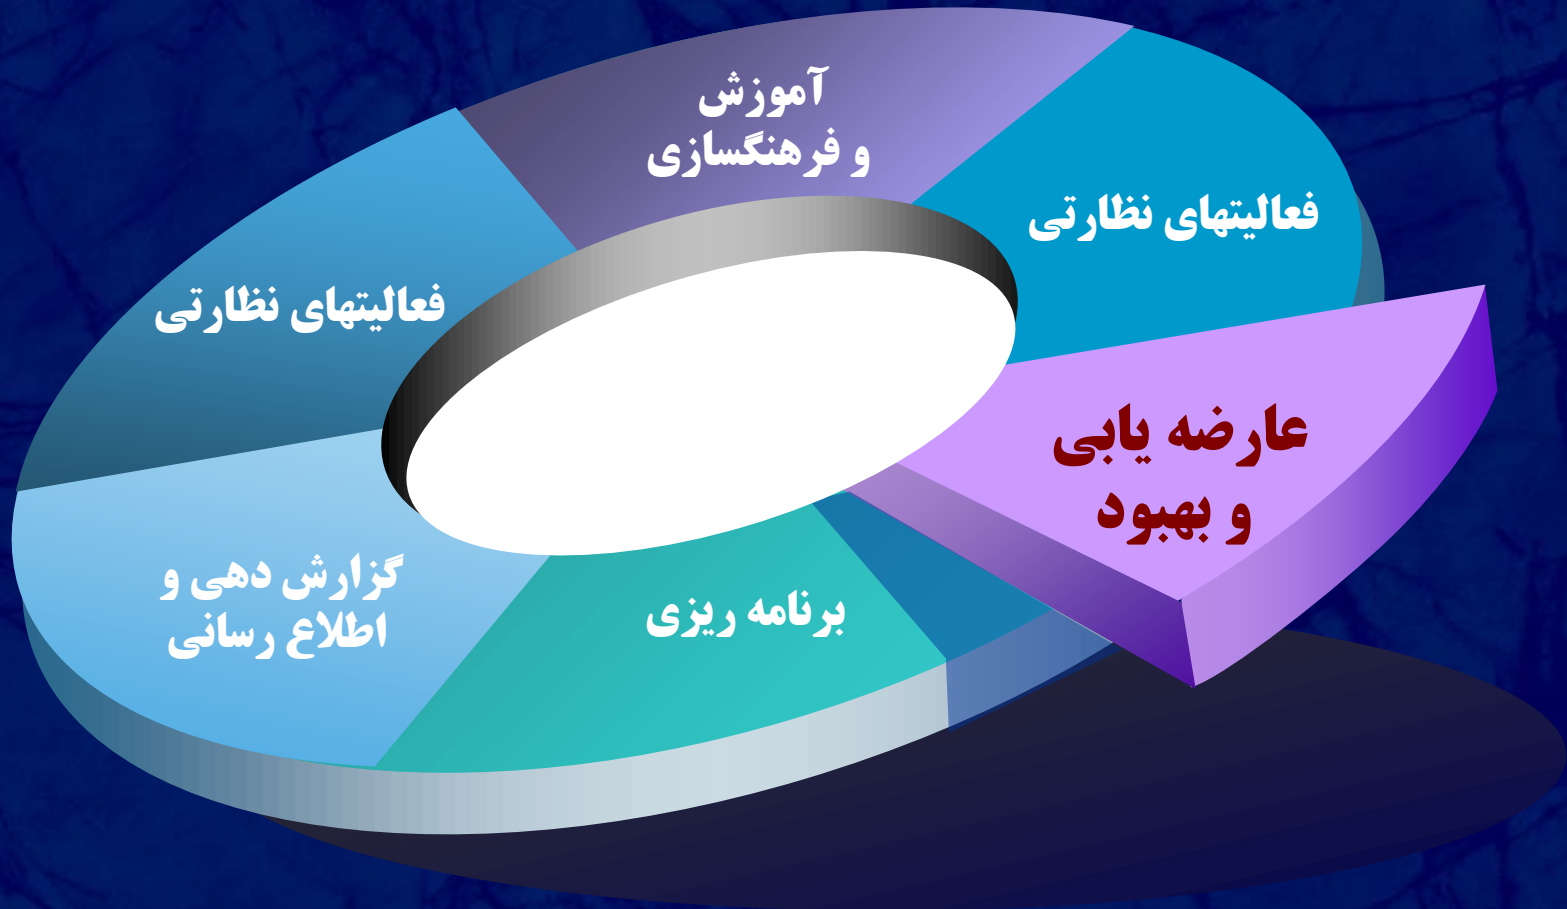 آموزش
و فرهنگسازی
فعالیتهای نظارتی
فعالیتهای نظارتی
عارضه یابی
و بهبود
گزارش دهی و
اطلاع رسانی
برنامه ریزی